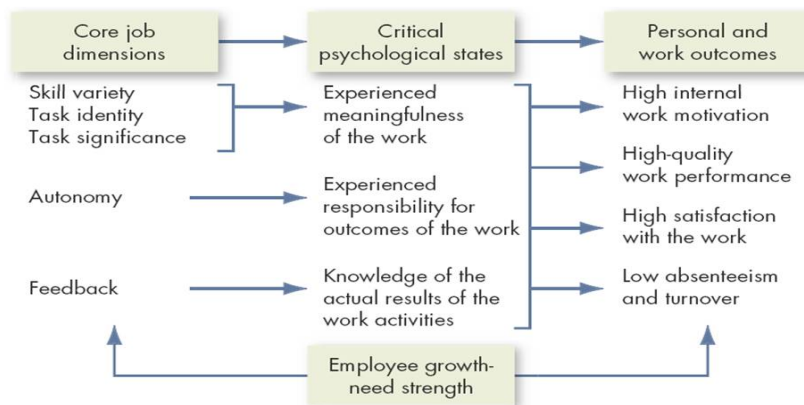 Core job
dimensions
Critical
psychological states
Personal and
work outcomes
Skill variety
Task identity
Task significance
Experienced
meaningfulness
of the work
High internal
work motivation
High-quality
work performance
Autonomy
Experienced
responsibility for
outcomes of the work
High satisfaction
with the work
Feedback
Knowledge of the
actual results of the
work activities
Low absenteeism
and turnover
Employee growth-
need strength